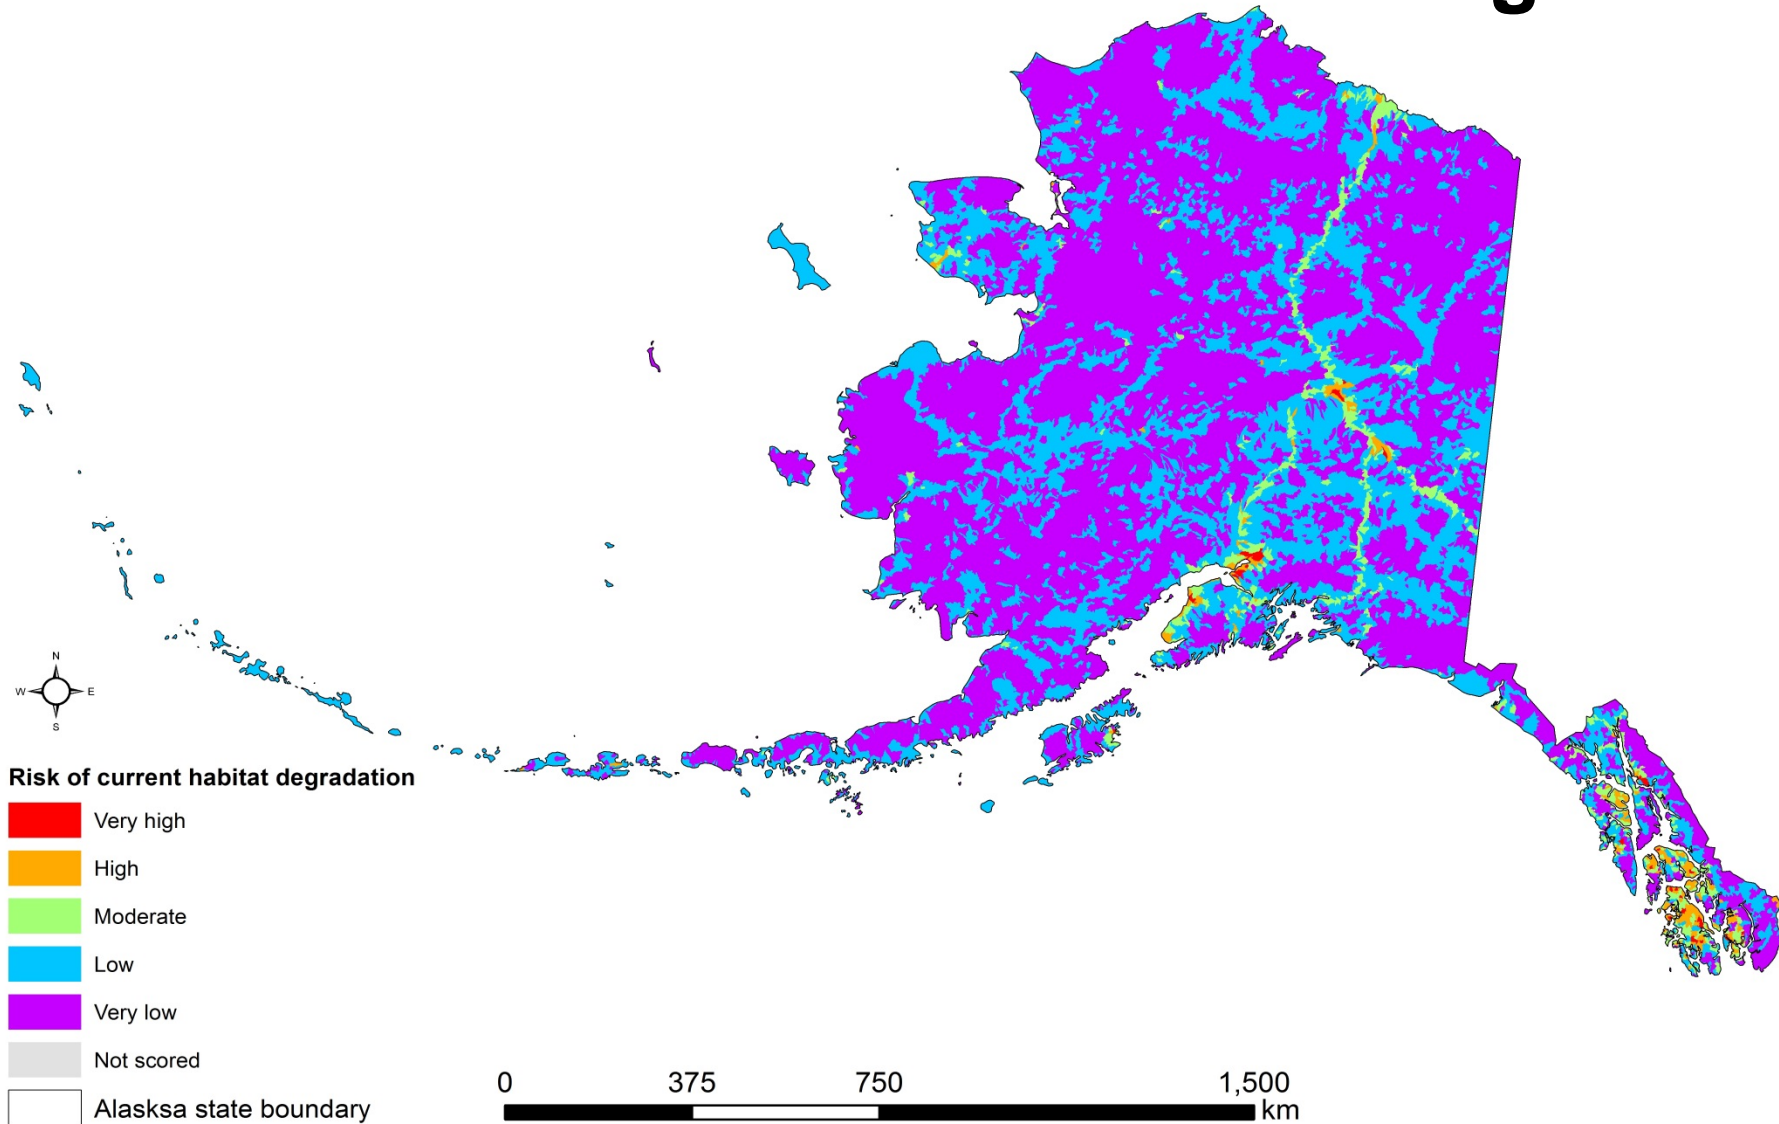 g
N
W E
S
Risk of current habitat degradation
Very high
High
Moderate
Low
Very low
Not scored
Alasksa state boundary
0 375 750 1,500
km